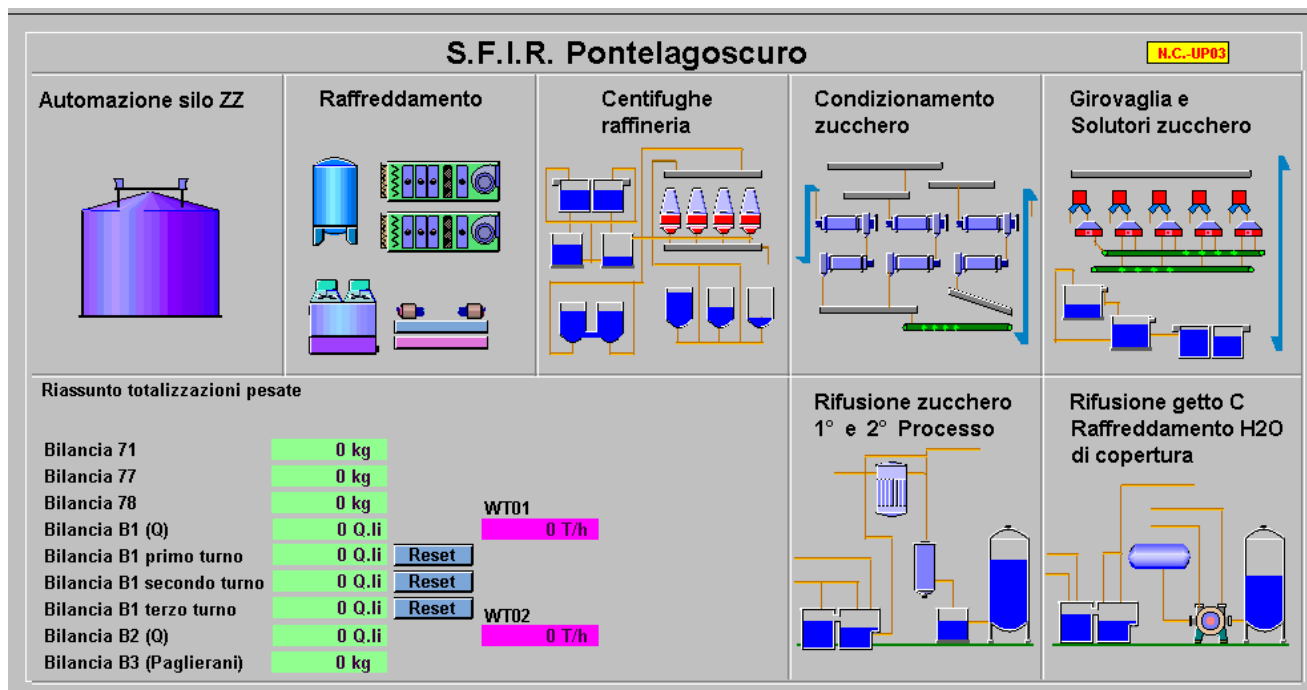 S.F.I.R. Pontelagoscuro
N.C.-UP03
Automazione silo ZZ
Raffreddamento
Centifughe
raffineria
Condizionamento
zucchero
Girovaglia e
Solutori zucchero
Riassunto totalizzazioni pesate
Bilancia 71 0 kg
Bilancia 77 0 kg
Bilancia 78 0 kg
WT01
Bilancia B1 (Q) 0 Q.li 0 T/h
Bilancia B1 primo turno 0 Q.li Reset
Bilancia B1 secondo turno 0 Q.li Reset
Bilancia B1 terzo turno 0 Q.li Reset
WT02
Bilancia B2 (Q) 0 Q.li 0 T/h
Bilancia B3 (Paglierani) 0 kg
Rifusione zucchero
1° e 2° Processo
Rifusione getto C
Raffreddamento H2O
di copertura